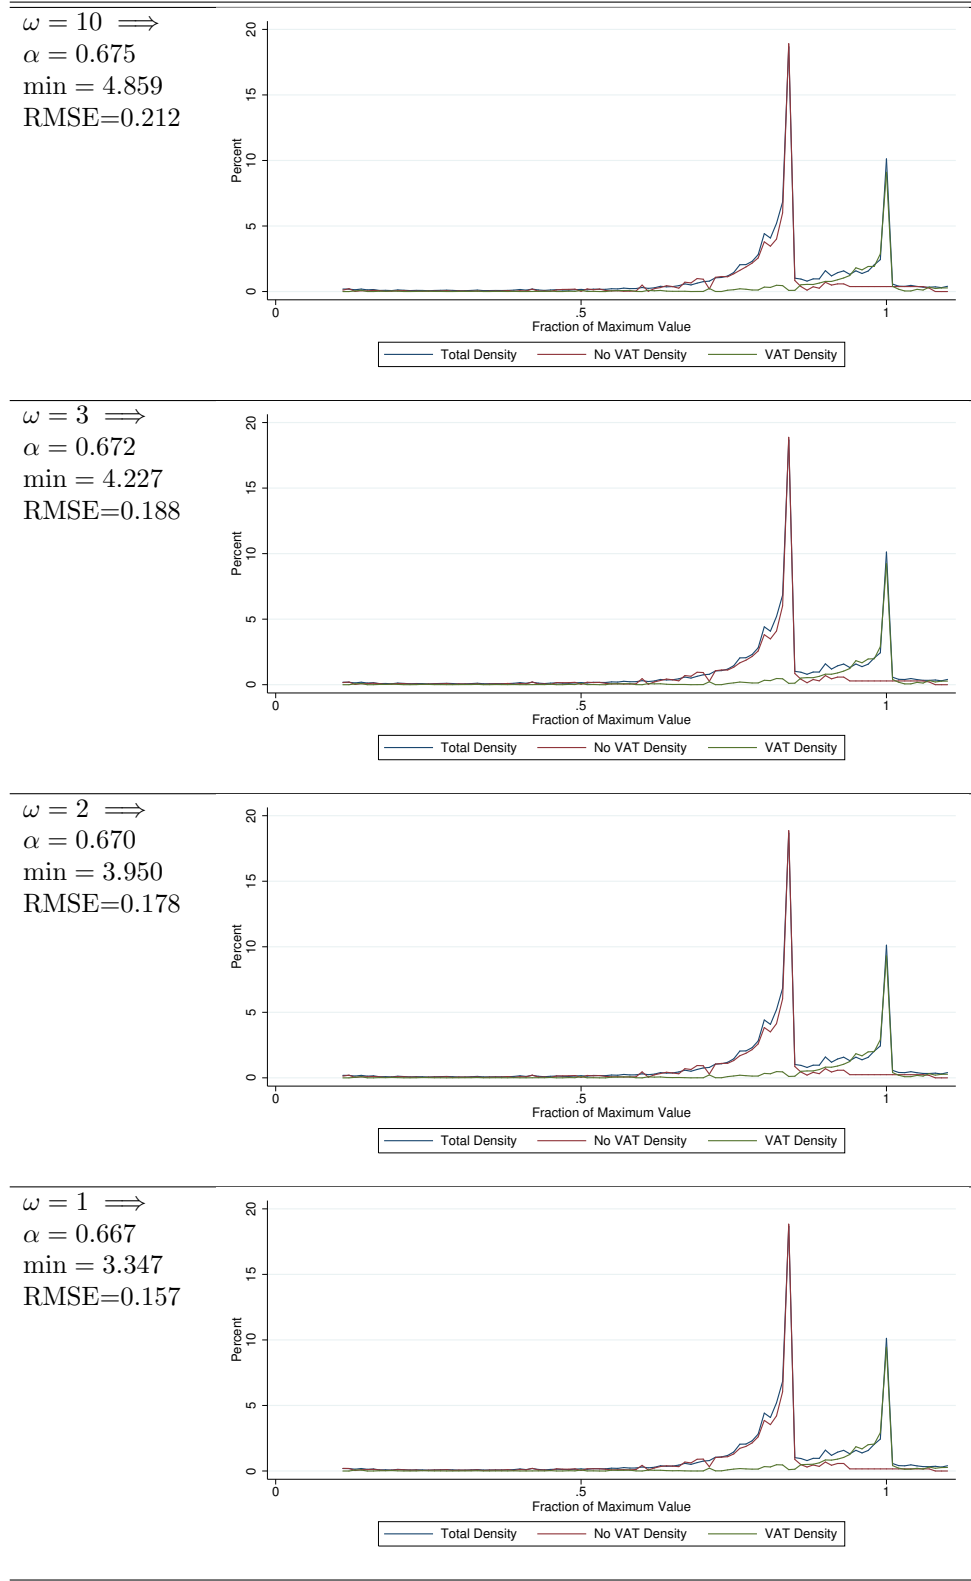 ω = 10 ⟹
α = 0.675
min = 4.859
RMSE=0.212
20
15
10
5
0
Percent
0 .5 1
Fraction of Maximum Value
Total Density No VAT Density VAT Density
ω = 3 ⟹
α = 0.672
min = 4.227
RMSE=0.188
20
15
10
5
0
Percent
0 .5 1
Fraction of Maximum Value
Total Density No VAT Density VAT Density
ω = 2 ⟹
α = 0.670
min = 3.950
RMSE=0.178
20
15
10
5
0
Percent
0 .5 1
Fraction of Maximum Value
Total Density No VAT Density VAT Density
ω = 1 ⟹
α = 0.667
min = 3.347
RMSE=0.157
20
15
10
5
0
Percent
0 .5 1
Fraction of Maximum Value
Total Density No VAT Density VAT Density